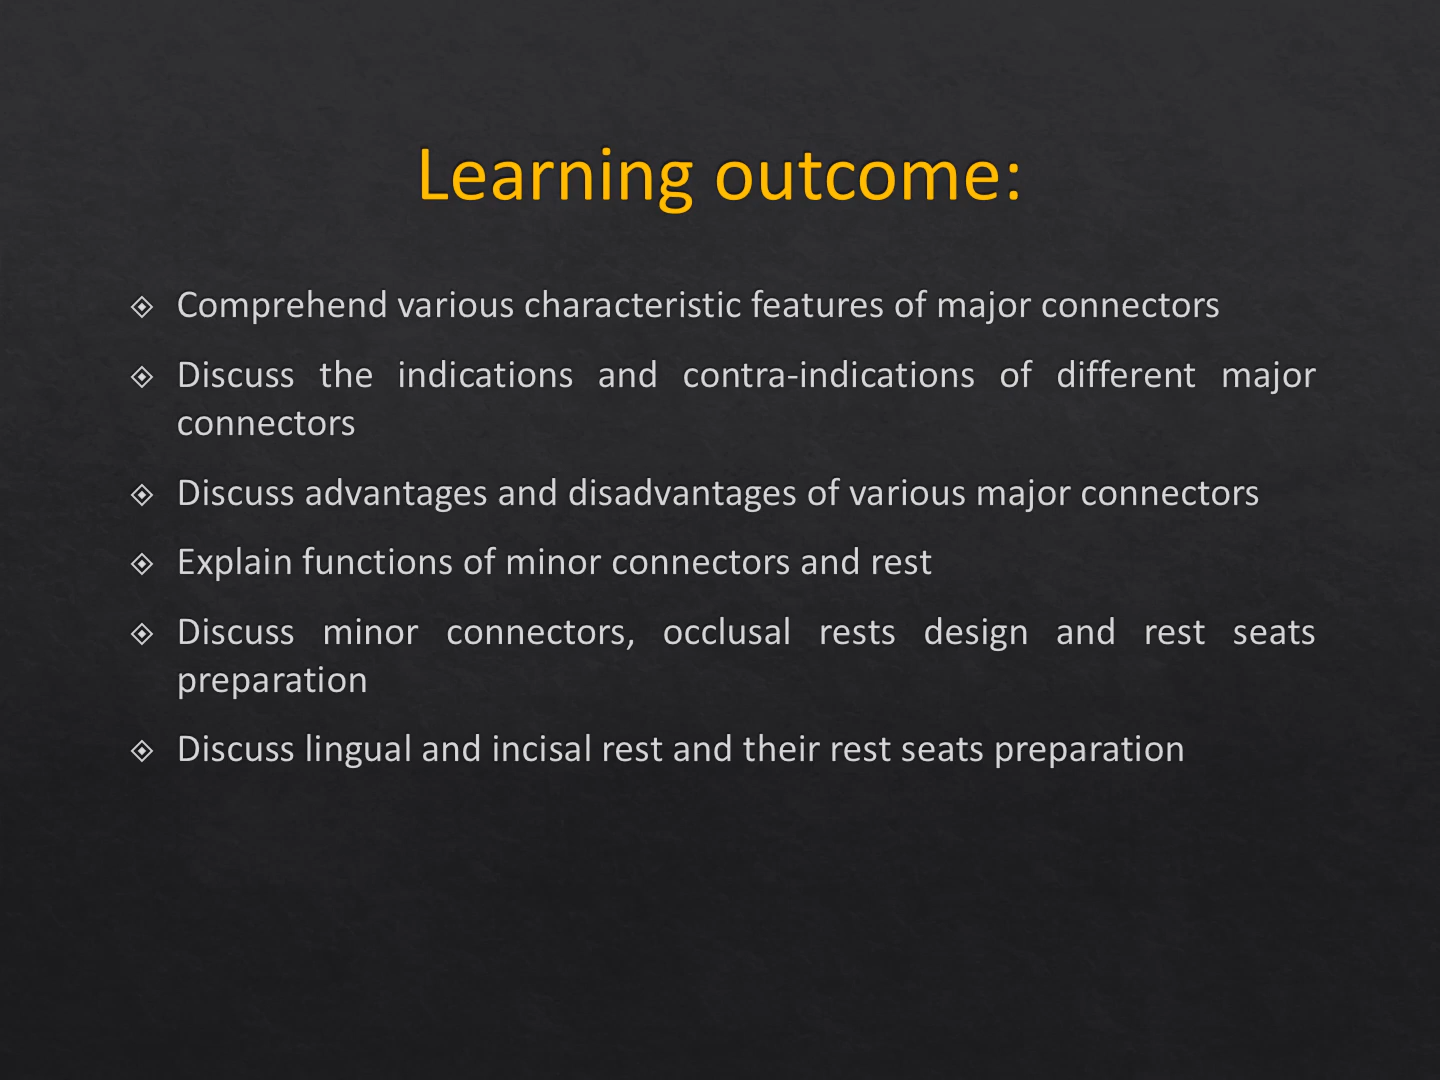 Learning outcome:
Comprehend various characteristic features of major connectors
Discuss the indications and contra-indications of different major
connectors
Discuss advantages and disadvantages of various major connectors
Explain functions of minor connectors and rest
Discuss minor connectors, occlusal rests design and rest seats
preparation
Discuss lingual and incisal rest and their rest seats preparation